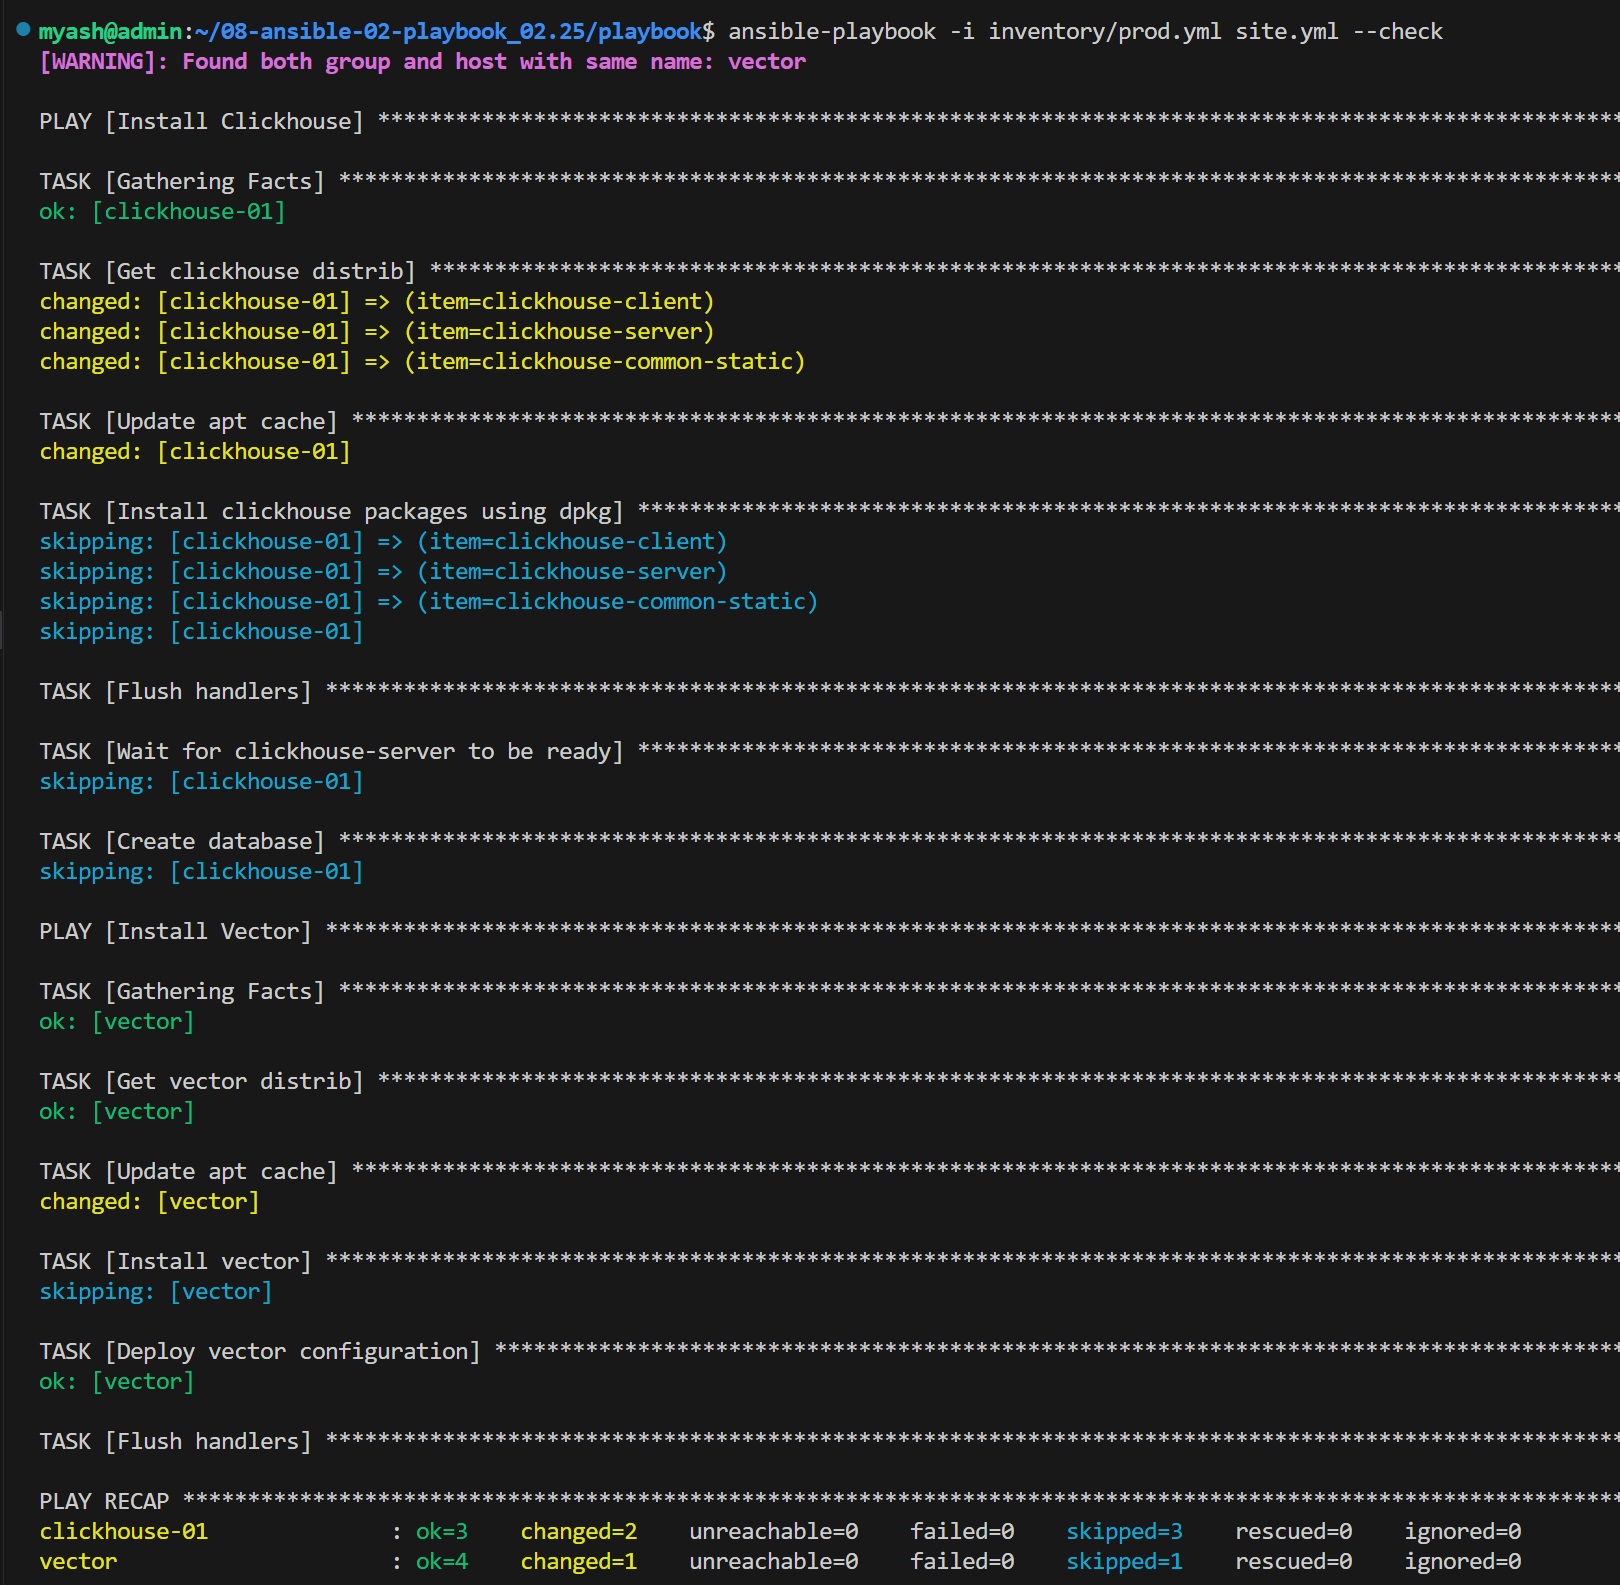 myash@admin:~/08-ansible-02-playbook_02.25/playbook$ ansible-playbook -i inventory/prod.yml site.yml --check
[WARNING]: Found both group and host with same name: vector
PLAY [Install Clickhouse] ************************************************************************************************
TASK [Gathering Facts] ***************************************************************************************************
ok: [clickhouse-01]
TASK [Get clickhouse distrib] ********************************************************************************************
changed: [clickhouse-01] => (item=clickhouse-client)
changed: [clickhouse-01] => (item=clickhouse-server)
changed: [clickhouse-01] => (item=clickhouse-common-static)
TASK [Update apt cache] **************************************************************************************************
changed: [clickhouse-01]
TASK [Install clickhouse packages using dpkg] ****************************************************************************
skipping: [clickhouse-01] => (item=clickhouse-client)
skipping: [clickhouse-01] => (item=clickhouse-server)
skipping: [clickhouse-01] => (item=clickhouse-common-static)
skipping: [clickhouse-01]
TASK [Flush handlers] ****************************************************************************************************
TASK [Wait for clickhouse-server to be ready] ****************************************************************************
skipping: [clickhouse-01]
TASK [Create database] ***************************************************************************************************
skipping: [clickhouse-01]
PLAY [Install Vector] ****************************************************************************************************
TASK [Gathering Facts] ***************************************************************************************************
ok: [vector]
TASK [Get vector distrib] ************************************************************************************************
ok: [vector]
TASK [Update apt cache] **************************************************************************************************
changed: [vector]
TASK [Install vector] ****************************************************************************************************
skipping: [vector]
TASK [Deploy vector configuration] ***************************************************************************************
ok: [vector]
TASK [Flush handlers] ****************************************************************************************************
PLAY RECAP ***************************************************************************************************************
clickhouse-01 : ok=3 changed=2 unreachable=0 failed=0 skipped=3 rescued=0 ignored=0
vector : ok=4 changed=1 unreachable=0 failed=0 skipped=1 rescued=0 ignored=0